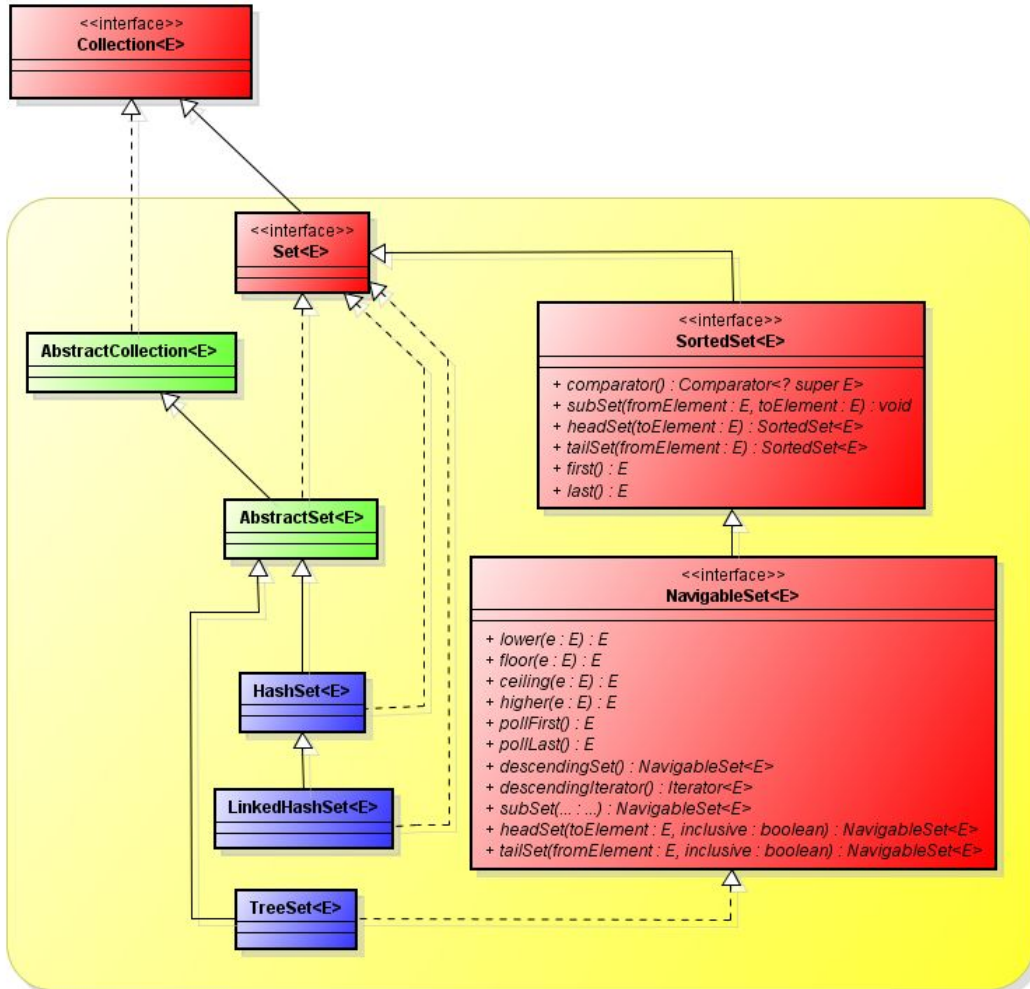 <<interface>>
Collection<E>
<<interface>>
Set<E>
<<interface>>
SortedSet<E>
+ comparator() : Comparator<? super E>
+ subSet(fromElement : E, toElement : E) : void
+ headSet(toElement : E) : SortedSet<E>
+ tailSet(fromElement : E) : SortedSet<E>
+ first() : E
+ last() : E
AbstractCollection<E>
AbstractSet<E>
<<interface>>
NavigableSet<E>
+ lower(e : E) : E
+ floor(e : E) : E
+ ceiling(e : E) : E
+ higher(e : E) : E
+ pollFirst() : E
+ pollLast() : E
+ descendingSet() : NavigableSet<E>
+ descendingIterator() : Iterator<E>
+ subSet(... : ...) : NavigableSet<E>
+ headSet(toElement : E, inclusive : boolean) : NavigableSet<E>
+ tailSet(fromElement : E, inclusive : boolean) : NavigableSet<E>
HashSet<E>
LinkedHashSet<E>
TreeSet<E>